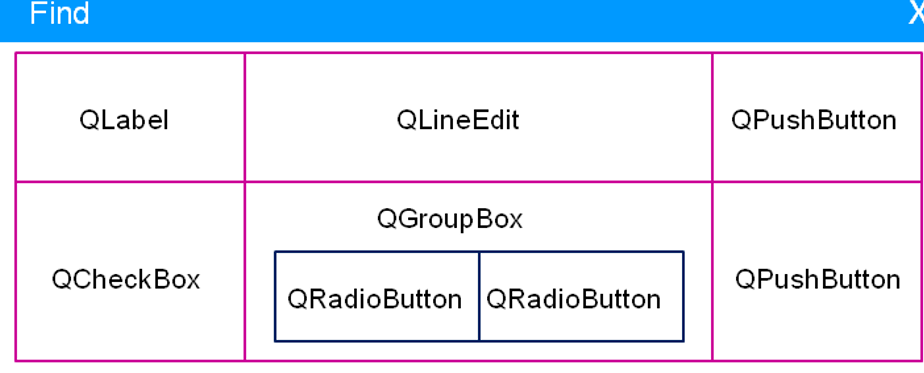 Find X
QLabel QLineEdit QPushButton
QGroupBox
QCheckBox QRadioButton QRadioButton QPushButton